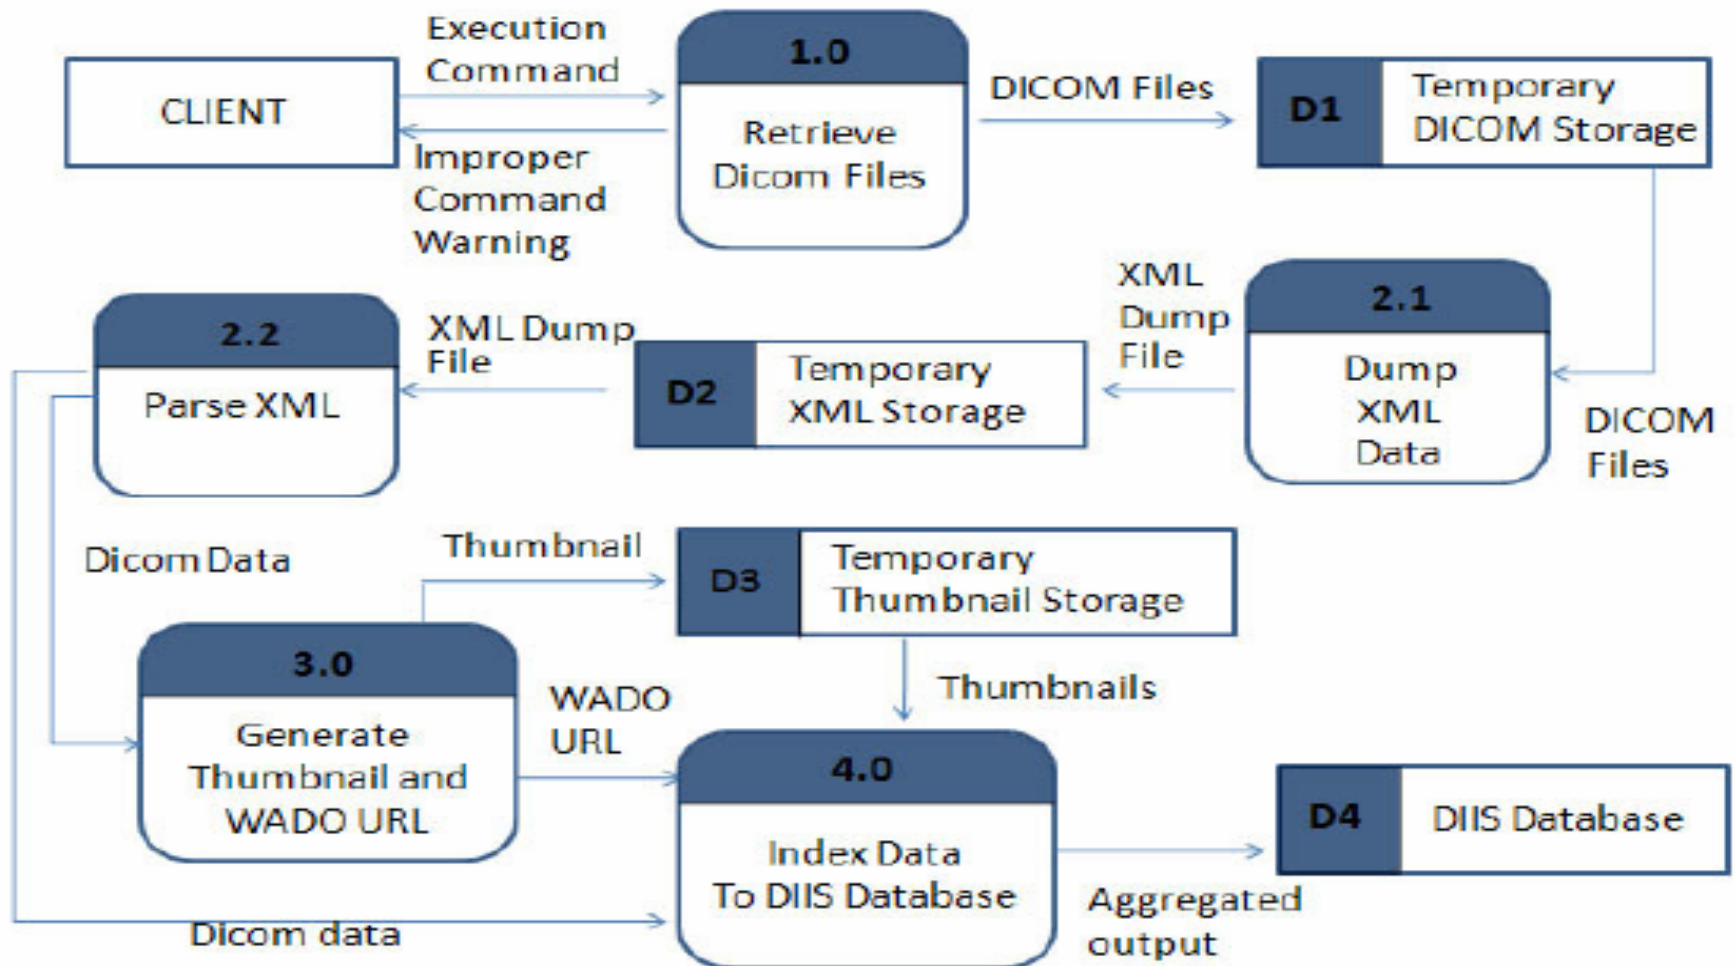 CLIENT
Execution
Command
Improper
Command
Warning
1.0
Retrieve
Dicom Files
DICOM Files
D1
Temporary
DICOM Storage
DICOM
Files
2.1
Dump
XML
Data
XML
Dump
File
D2
Temporary
XML Storage
XML Dump
File
2.2
Parse XML
Dicom Data
Thumbnail
D3
Temporary
Thumbnail Storage
3.0
Generate
Thumbnail and
WADO URL
WADO
URL
Thumbnails
4.0
Index Data
To DIIS Database
Dicom data
Aggregated
output
D4
DIIS Database